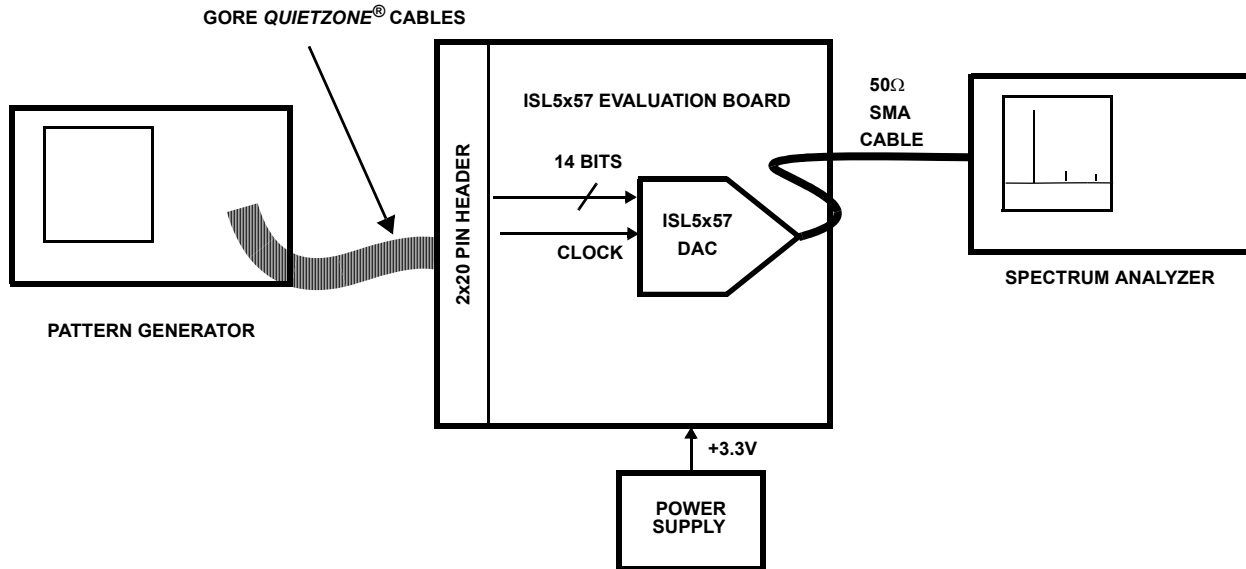 GORE QUIETZONE® CABLES
ISL5x57 EVALUATION BOARD
2x20 PIN HEADER
14 BITS
CLOCK
ISL5x57
DAC
50Ω
SMA
CABLE
PATTERN GENERATOR
SPECTRUM ANALYZER
+3.3V
POWER
SUPPLY